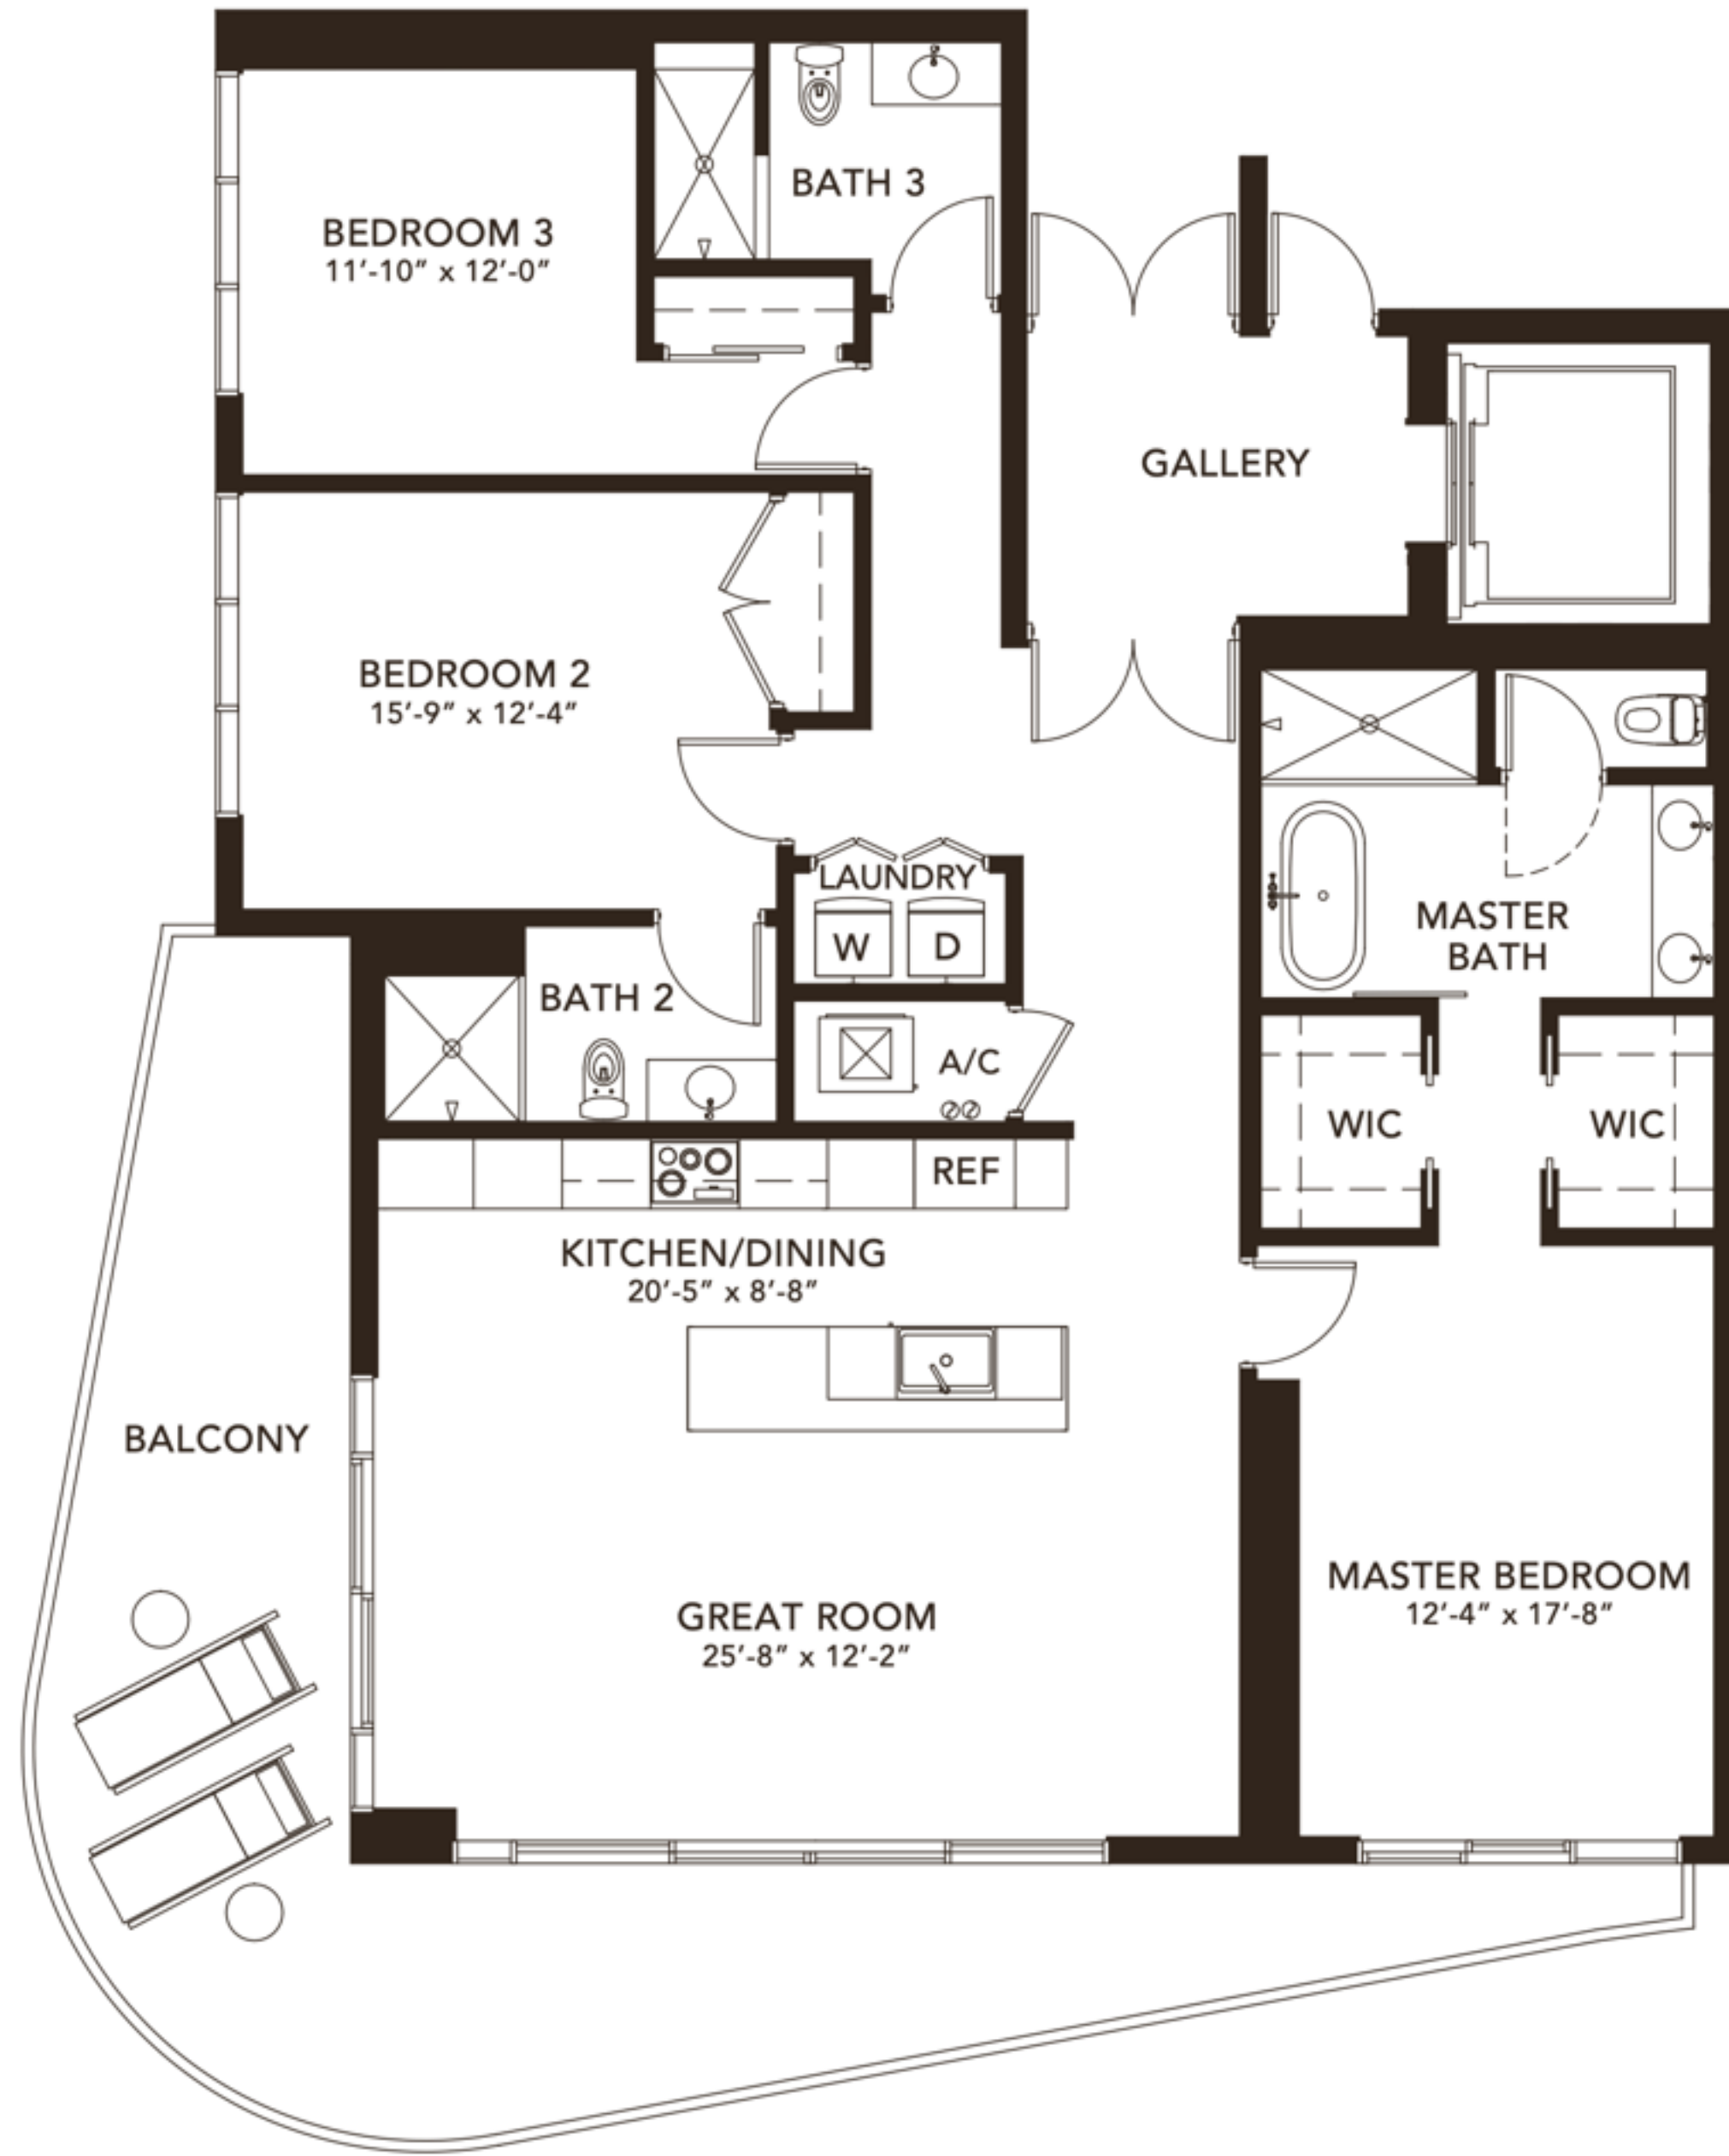 BATH 3
BEDROOM 3
11'-10" x 12'-0"
GALLERY
BEDROOM 2
15'-9" x 12'-4"
LAUNDRY
W
D
MASTER
BATH
BATH 2
A/C
WIC
WIC
REF
KITCHEN/DINING
20'-5" x 8'-8"
BALCONY
MASTER BEDROOM
12'-4" x 17'-8"
GREAT ROOM
25'-8" x 12'-2"